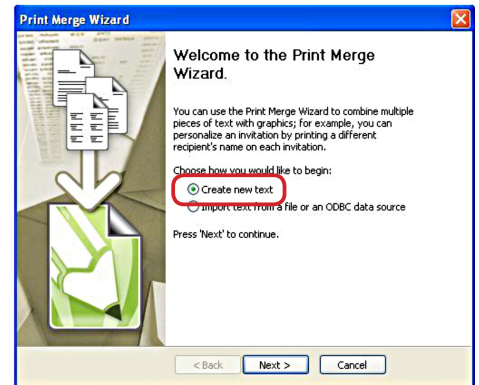 Print Merge Wizard
Welcome to the Print Merge
Wizard.
You can use the Print Merge Wizard to combine multiple
pieces of text with graphics; for example, you can
personalize an invitation by printing a different
recipient's name on each invitation.
Choose how you would like to begin:
Create new text
Import text from a file or an ODBC data source
Press 'Next' to continue.
< Back Next > Cancel